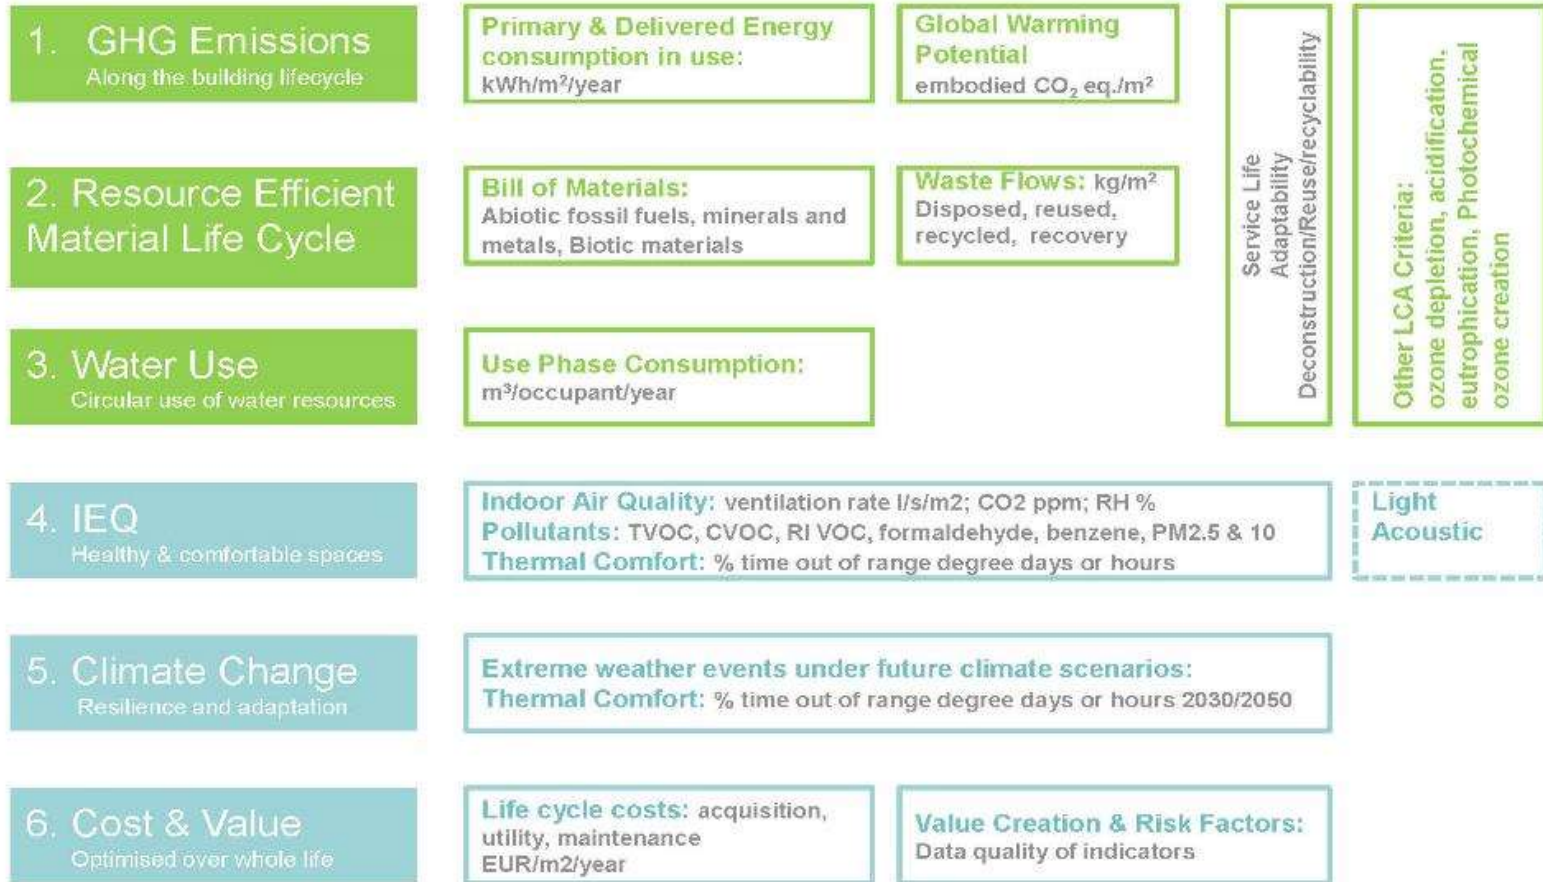 1. GHG Emissions
Along the building lifecycle
Primary & Delivered Energy
consumption in use:
kWh/m²/year
Global Warming
Potential
embodied CO₂ eq./m²
2. Resource Efficient
Material Life Cycle
Bill of Materials:
Abiotic fossil fuels, minerals and
metals, Biotic materials
Waste Flows: kg/m²
Disposed, reused,
recycled, recovery
3. Water Use
Circular use of water resources
Use Phase Consumption:
m³/occupant/year
Service Life
Adaptability
Deconstruction/Reuse/recyclability
Other LCA Criteria:
ozone depletion, acidification,
eutrophication, Photochemical
ozone creation
4. IEQ
Healthy & comfortable spaces
Indoor Air Quality: ventilation rate l/s/m2; CO2 ppm; RH %
Pollutants: TVOC, CVOC, RI VOC, formaldehyde, benzene, PM2.5 & 10
Thermal Comfort: % time out of range degree days or hours
Light
Acoustic
5. Climate Change
Resilience and adaptation
Extreme weather events under future climate scenarios:
Thermal Comfort: % time out of range degree days or hours 2030/2050
6. Cost & Value
Optimised over whole life
Life cycle costs: acquisition,
utility, maintenance
EUR/m2/year
Value Creation & Risk Factors:
Data quality of indicators